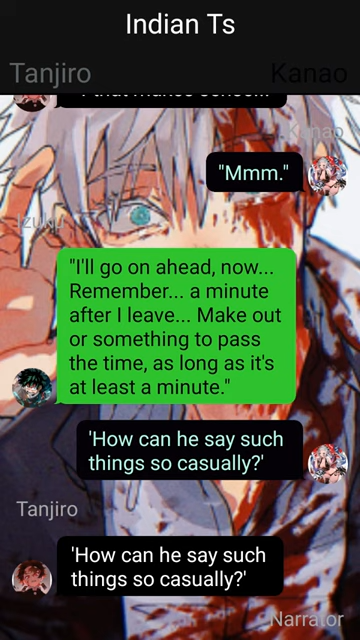 Indian Ts
Tanjiro
Kanao
Kanao
"Mmm."
Izuku
"I'll go on ahead, now...
Remember... a minute
after I leave... Make out
or something to pass
the time, as long as it's
at least a minute."
'How can he say such
things so casually?'
Tanjiro
'How can he say such
things so casually?'
Narrator